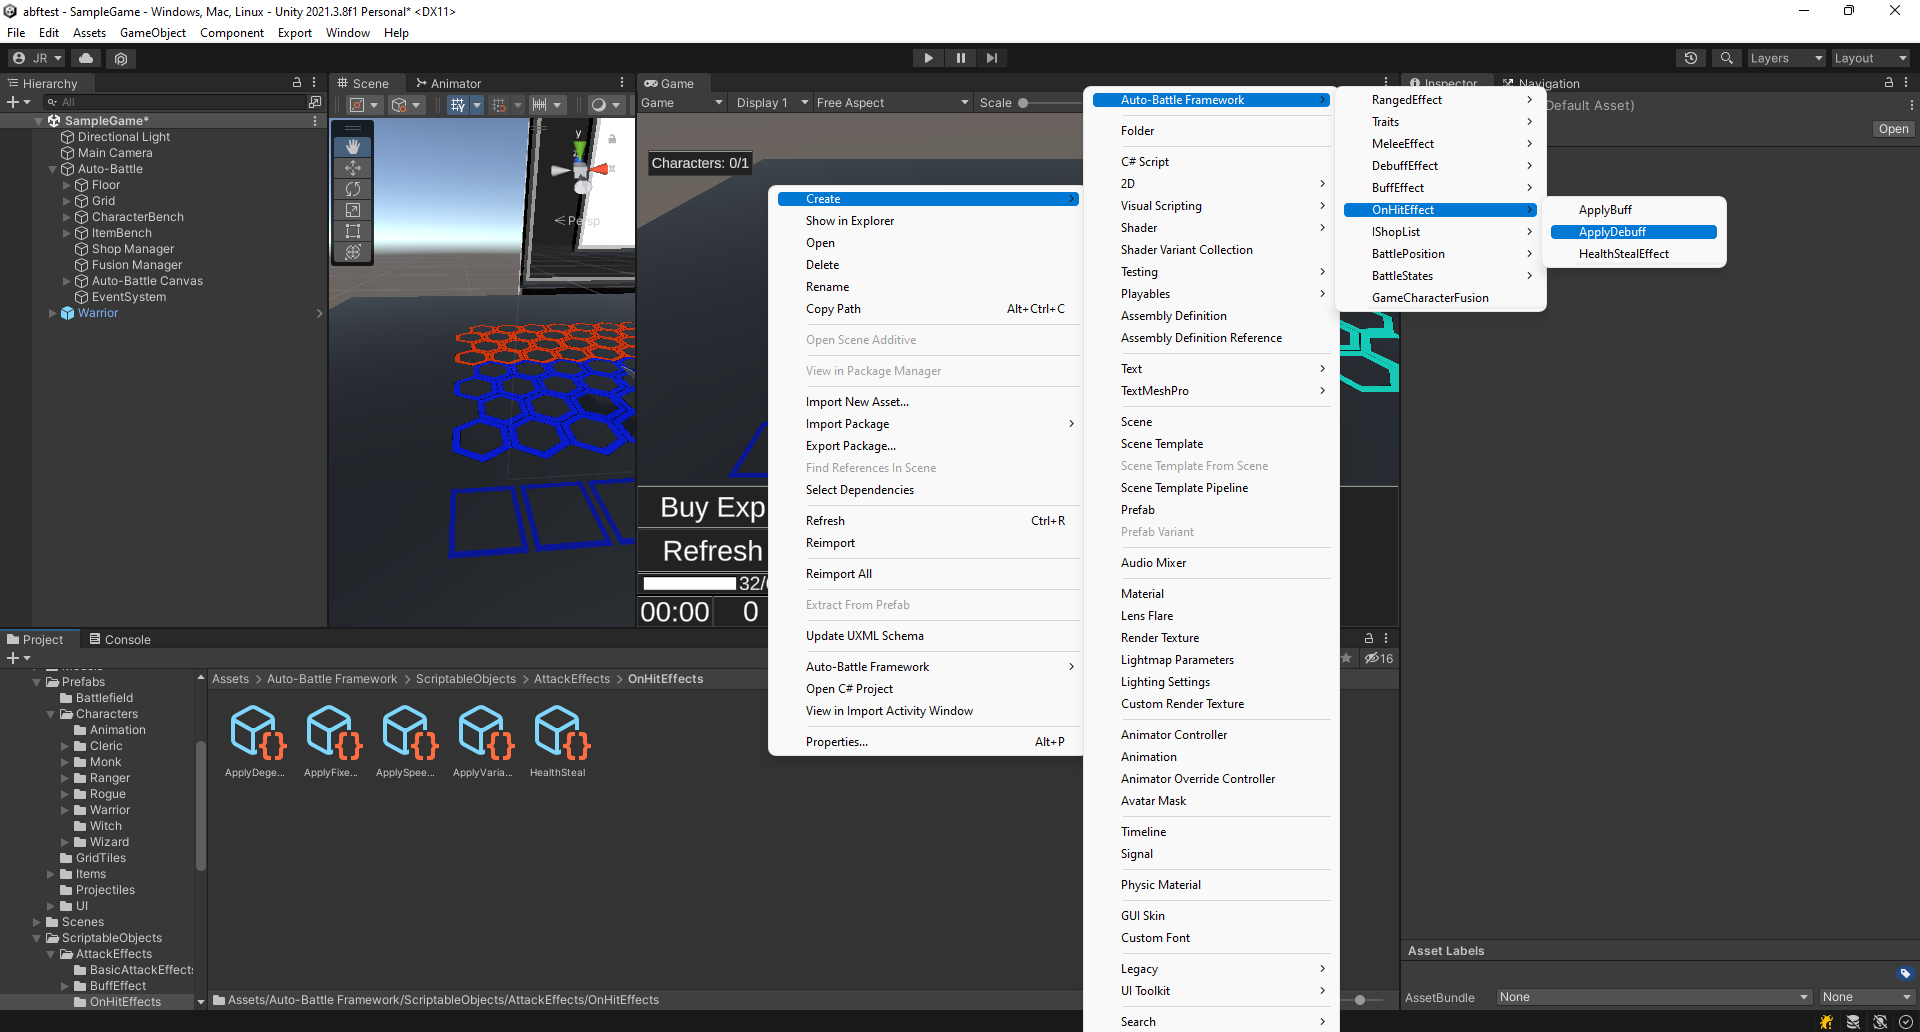 abftest - SampleGame - Windows, Mac, Linux - Unity 2021.3.8f1 Personal* <DX11>
File Edit Assets GameObject Component Export Window Help
JR
Layers
Layout
Hierarchy
All
SampleGame*
Directional Light
Main Camera
Auto-Battle
Floor
Grid
CharacterBench
ItemBench
Shop Manager
Fusion Manager
Auto-Battle Canvas
EventSystem
Warrior
Scene
Animator
y
Persp
Game
Game
Display 1
Free Aspect
Scale
Characters: 0/1
Buy Exp
Refresh
32/
00:00
0
Create
Show in Explorer
Open
Delete
Rename
Copy Path Alt+Ctrl+C
Open Scene Additive
View in Package Manager
Import New Asset...
Import Package
Export Package...
Find References In Scene
Select Dependencies
Refresh Ctrl+R
Reimport
Reimport All
Extract From Prefab
Update UXML Schema
Auto-Battle Framework
Open C# Project
View in Import Activity Window
Properties... Alt+P
Auto-Battle Framework
Folder
C# Script
2D
Visual Scripting
Shader
Shader Variant Collection
Testing
Playables
Assembly Definition
Assembly Definition Reference
Text
TextMeshPro
Scene
Scene Template
Scene Template From Scene
Scene Template Pipeline
Prefab
Prefab Variant
Audio Mixer
Material
Lens Flare
Render Texture
Lightmap Parameters
Lighting Settings
Custom Render Texture
Animator Controller
Animation
Animator Override Controller
Avatar Mask
Timeline
Signal
Physic Material
GUI Skin
Custom Font
Legacy
UI Toolkit
Search
RangedEffect
Traits
MeleeEffect
DebuffEffect
BuffEffect
OnHitEffect
IShopList
BattlePosition
BattleStates
GameCharacterFusion
ApplyBuff
ApplyDebuff
HealthStealEffect
Inspector
Navigation
Default Asset)
Open
Asset Labels
AssetBundle
None
None
Project
Console
16
Prefabs
Battlefield
Characters
Animation
Cleric
Monk
Ranger
Rogue
Warrior
Witch
Wizard
GridTiles
Items
Projectiles
UI
Scenes
ScriptableObjects
AttackEffects
BasicAttackEffects
BuffEffect
OnHitEffects
Assets > Auto-Battle Framework > ScriptableObjects > AttackEffects > OnHitEffects
ApplyDege...
ApplyFixe...
ApplySpee...
ApplyVaria...
HealthSteal
Assets/Auto-Battle Framework/ScriptableObjects/AttackEffects/OnHitEffects